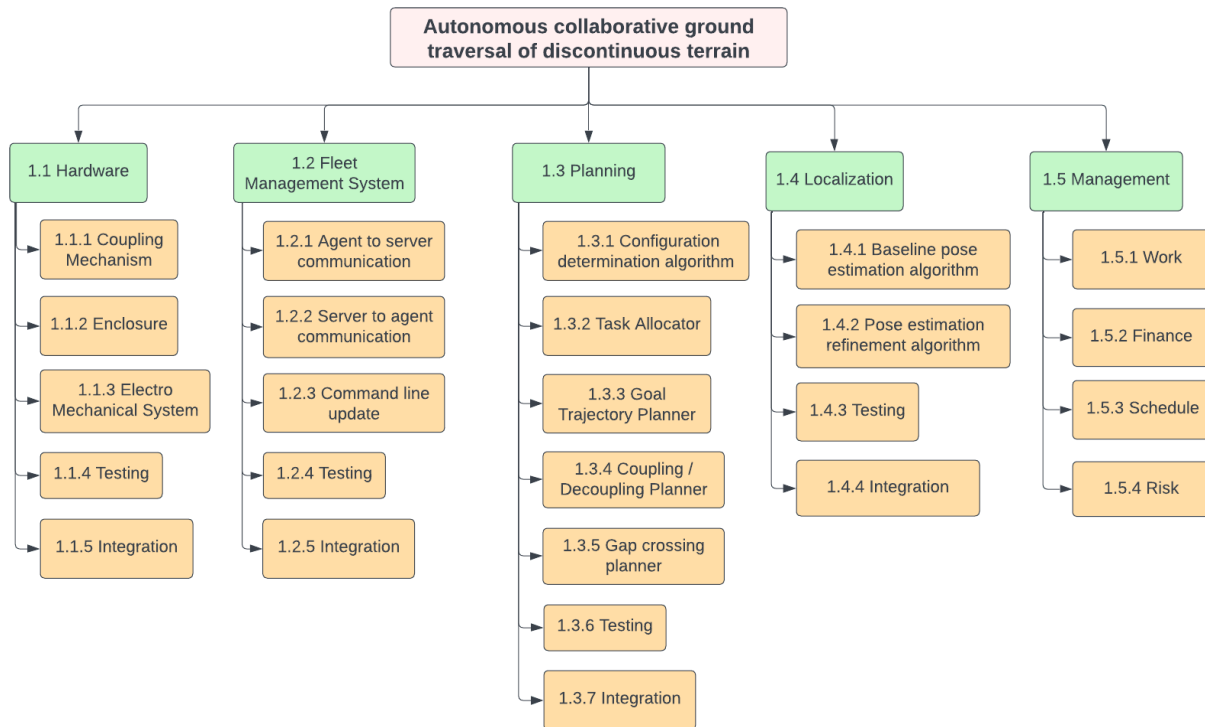 Autonomous collaborative ground
traversal of discontinuous terrain
1.1 Hardware
1.1.1 Coupling
Mechanism
1.1.2 Enclosure
1.1.3 Electro
Mechanical System
1.1.4 Testing
1.1.5 Integration
1.2 Fleet
Management System
1.2.1 Agent to server
communication
1.2.2 Server to agent
communication
1.2.3 Command line
update
1.2.4 Testing
1.2.5 Integration
1.3 Planning
1.3.1 Configuration
determination algorithm
1.3.2 Task Allocator
1.3.3 Goal
Trajectory Planner
1.3.4 Coupling /
Decoupling Planner
1.3.5 Gap crossing
planner
1.3.6 Testing
1.3.7 Integration
1.4 Localization
1.4.1 Baseline pose
estimation algorithm
1.4.2 Pose estimation
refinement algorithm
1.4.3 Testing
1.4.4 Integration
1.5 Management
1.5.1 Work
1.5.2 Finance
1.5.3 Schedule
1.5.4 Risk